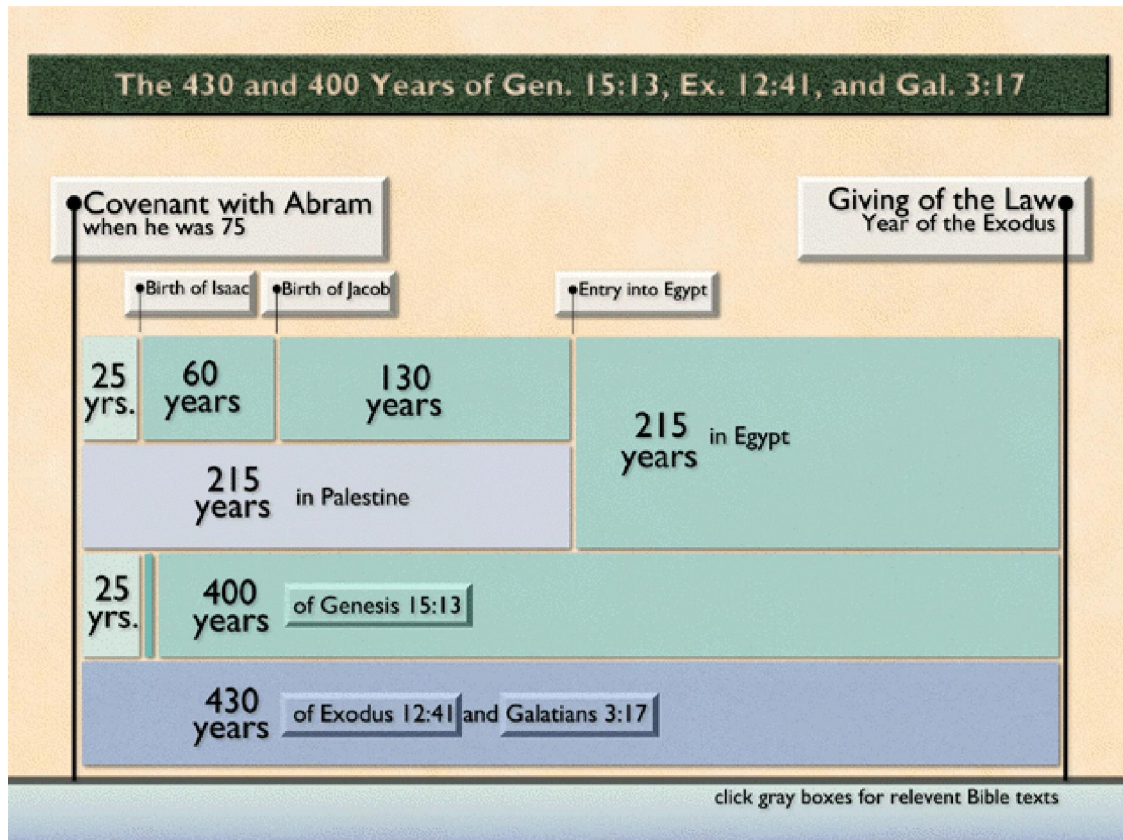 The 430 and 400 Years of Gen. 15:13, Ex. 12:41, and Gal. 3:17
Covenant with Abram
when he was 75
Giving of the Law
Year of the Exodus
Birth of Isaac
Birth of Jacob
Entry into Egypt
25
yrs.
60
years
130
years
215
years
in Egypt
215
years
in Palestine
25
yrs.
400
years
of Genesis 15:13
430
years
of Exodus 12:41 and Galatians 3:17
click gray boxes for relevent Bible texts